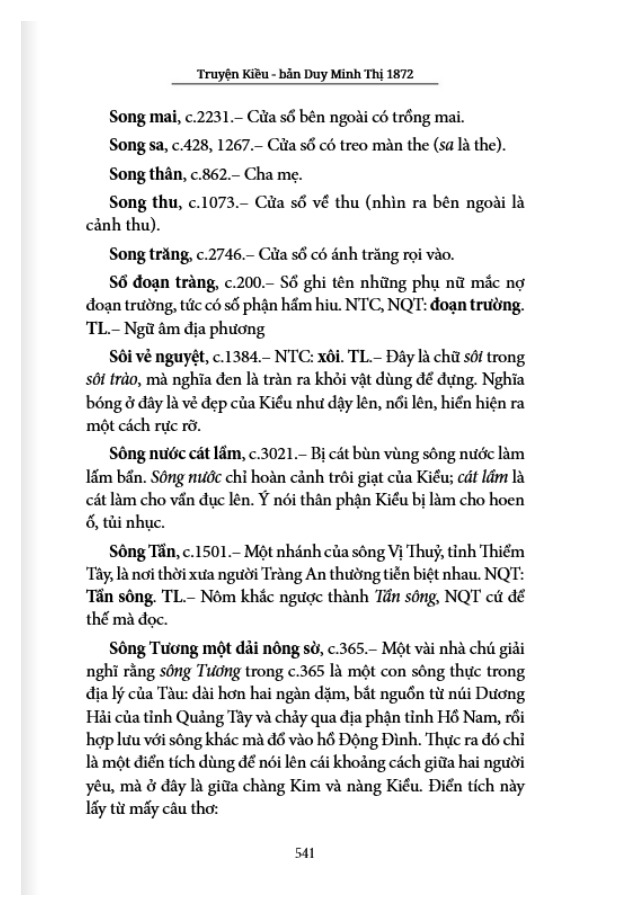 Truyện Kiều - bản Duy Minh Thị 1872
Song mai, c.2231.– Cửa sổ bên ngoài có trồng mai.
Song sa, c.428, 1267.– Cửa sổ có treo màn the (sa là the).
Song thân, c.862.– Cha mẹ.
Song thu, c.1073.– Cửa sổ về thu (nhìn ra bên ngoài là
cảnh thu).
Song trăng, c.2746.– Cửa sổ có ánh trăng rọi vào.
Sổ đoạn tràng, c.200.– Sổ ghi tên những phụ nữ mắc nợ
đoạn trường, tức có số phận hẩm hiu. NTC, NQT: đoạn trường.
TL.– Ngữ âm địa phương
Sôi vẻ nguyệt, c.1384.– NTC: xôi. TL.– Đây là chữ sôi trong
sôi trào, mà nghĩa đen là tràn ra khỏi vật dùng để đựng. Nghĩa
bóng ở đây là vẻ đẹp của Kiều như dậy lên, nổi lên, hiển hiện ra
một cách rực rỡ.
Sông nước cát lầm, c.3021.– Bị cát bùn vùng sông nước làm
lấm bẩn. Sông nước chỉ hoàn cảnh trôi giạt của Kiều; cát lầm là
cát làm cho vẩn đục lên. Ý nói thân phận Kiều bị làm cho hoen
ố, tủi nhục.
Sông Tần, c.1501.– Một nhánh của sông Vị Thuỷ, tỉnh Thiểm
Tây, là nơi thời xưa người Tràng An thường tiễn biệt nhau. NQT:
Tần sông. TL.– Nôm khắc ngược thành Tần sông, NQT cứ để
thế mà đọc.
Sông Tương một dải nông sờ, c.365.– Một vài nhà chú giải
nghĩ rằng sông Tương trong c.365 là một con sông thực trong
địa lý của Tàu: dài hơn hai ngàn dặm, bắt nguồn từ núi Dương
Hải của tỉnh Quảng Tây và chảy qua địa phận tỉnh Hồ Nam, rồi
hợp lưu với sông khác mà đổ vào hồ Động Đình. Thực ra đó chỉ
là một điển tích dùng để nói lên cái khoảng cách giữa hai người
yêu, mà ở đây là giữa chàng Kim và nàng Kiều. Điển tích này
lấy từ mấy câu thơ:
541